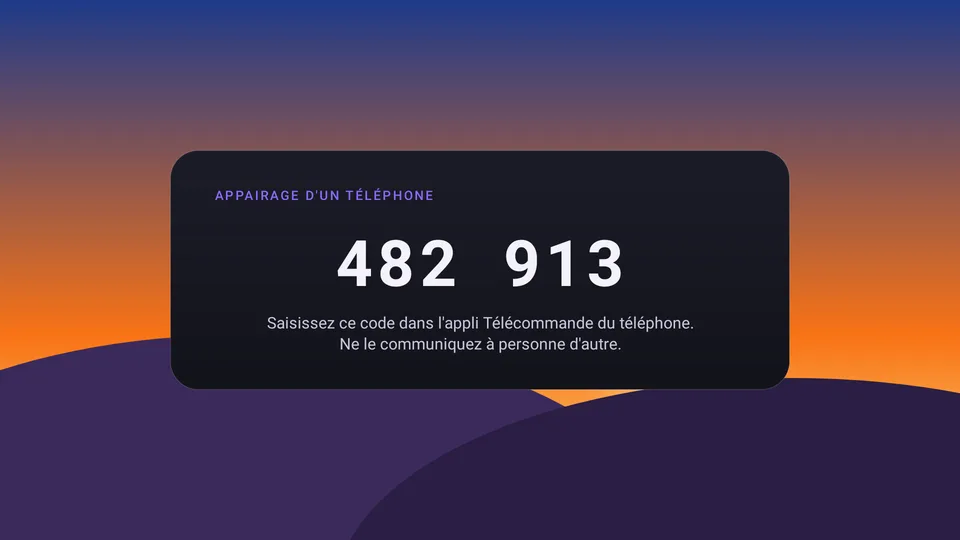 APPAIRAGE D'UN TÉLÉPHONE
482 913
Saisissez ce code dans l'appli Télécommande du téléphone.
Ne le communiquez à personne d'autre.